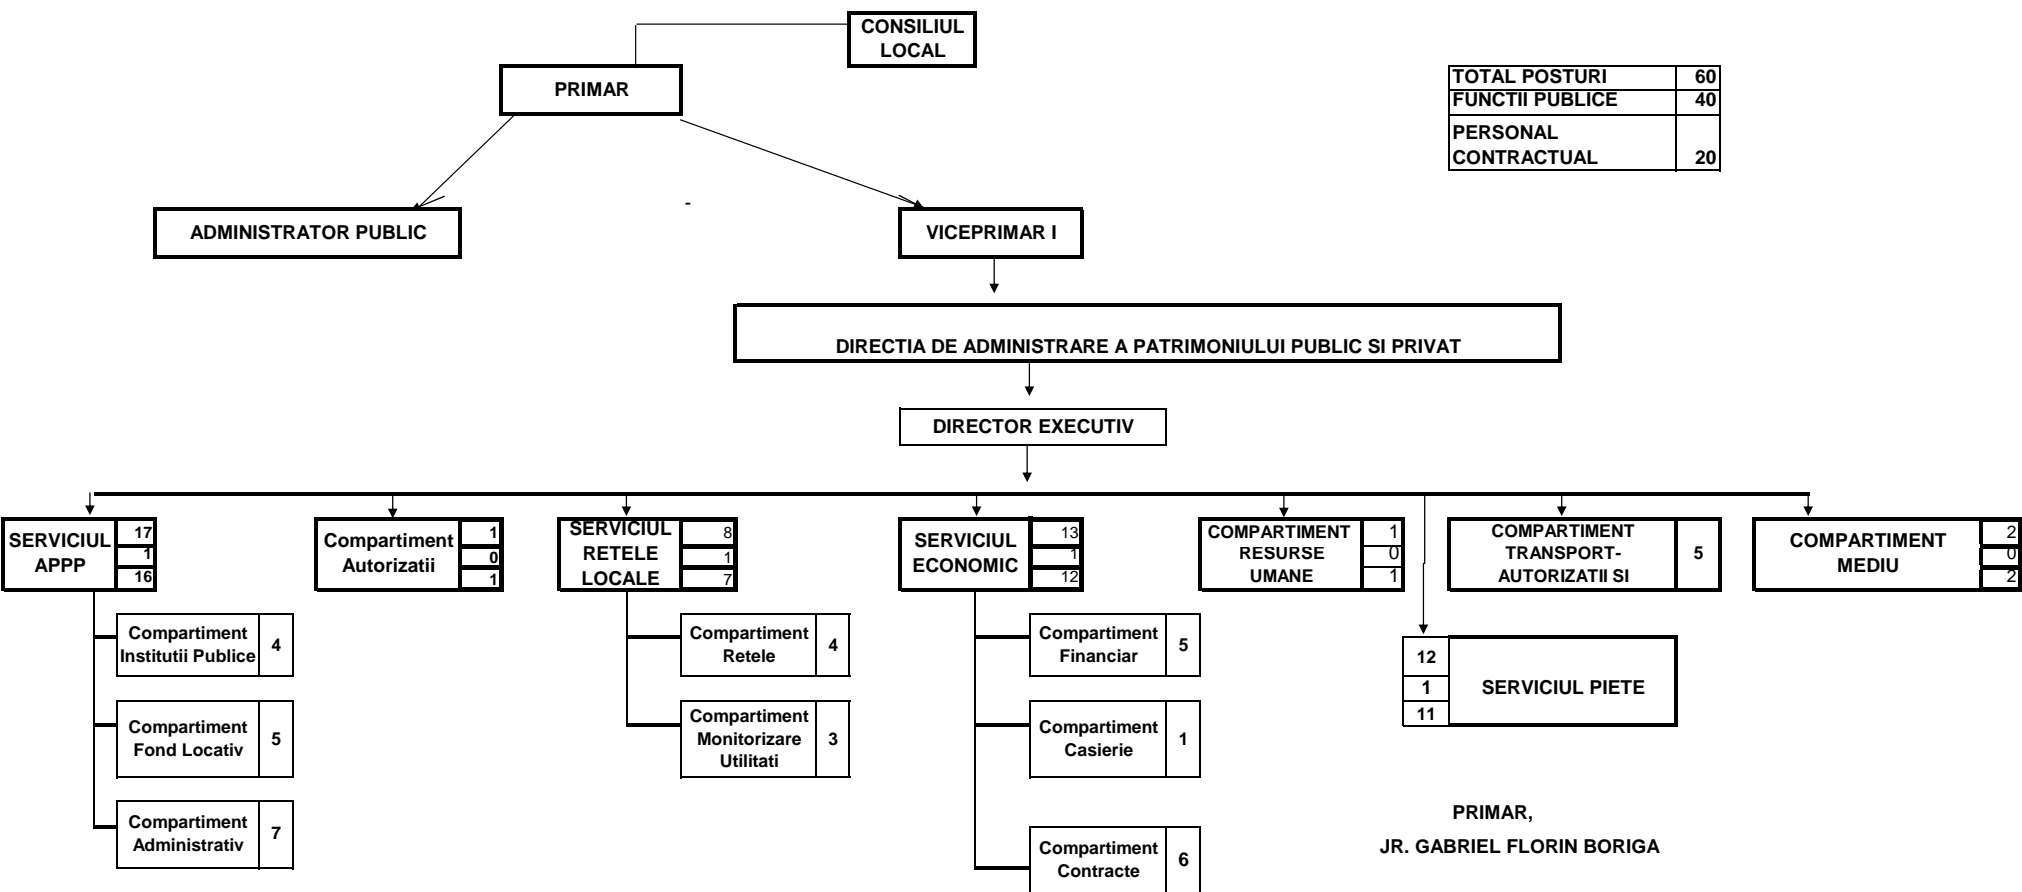 CONSILIUL
LOCAL
PRIMAR
TOTAL POSTURI 60
FUNCTII PUBLICE 40
PERSONAL
CONTRACTUAL 20
-
ADMINISTRATOR PUBLIC
VICEPRIMAR I
DIRECTIA DE ADMINISTRARE A PATRIMONIULUI PUBLIC SI PRIVAT
DIRECTOR EXECUTIV
SERVICIUL
APPP
17
1
16
Compartiment
Autorizatii
1
0
1
SERVICIUL
RETELE
LOCALE
8
1
7
SERVICIUL
ECONOMIC
13
1
12
COMPARTIMENT
RESURSE
UMANE
1
0
1
COMPARTIMENT
TRANSPORT-
AUTORIZATII SI
5
COMPARTIMENT
MEDIU
2
0
2
Compartiment
Institutii Publice
4
Compartiment
Fond Locativ
5
Compartiment
Administrativ
7
Compartiment
Retele
4
Compartiment
Monitorizare
Utilitati
3
Compartiment
Financiar
5
Compartiment
Casierie
1
Compartiment
Contracte
6
12
1
11
SERVICIUL PIETE
PRIMAR,
JR. GABRIEL FLORIN BORIGA